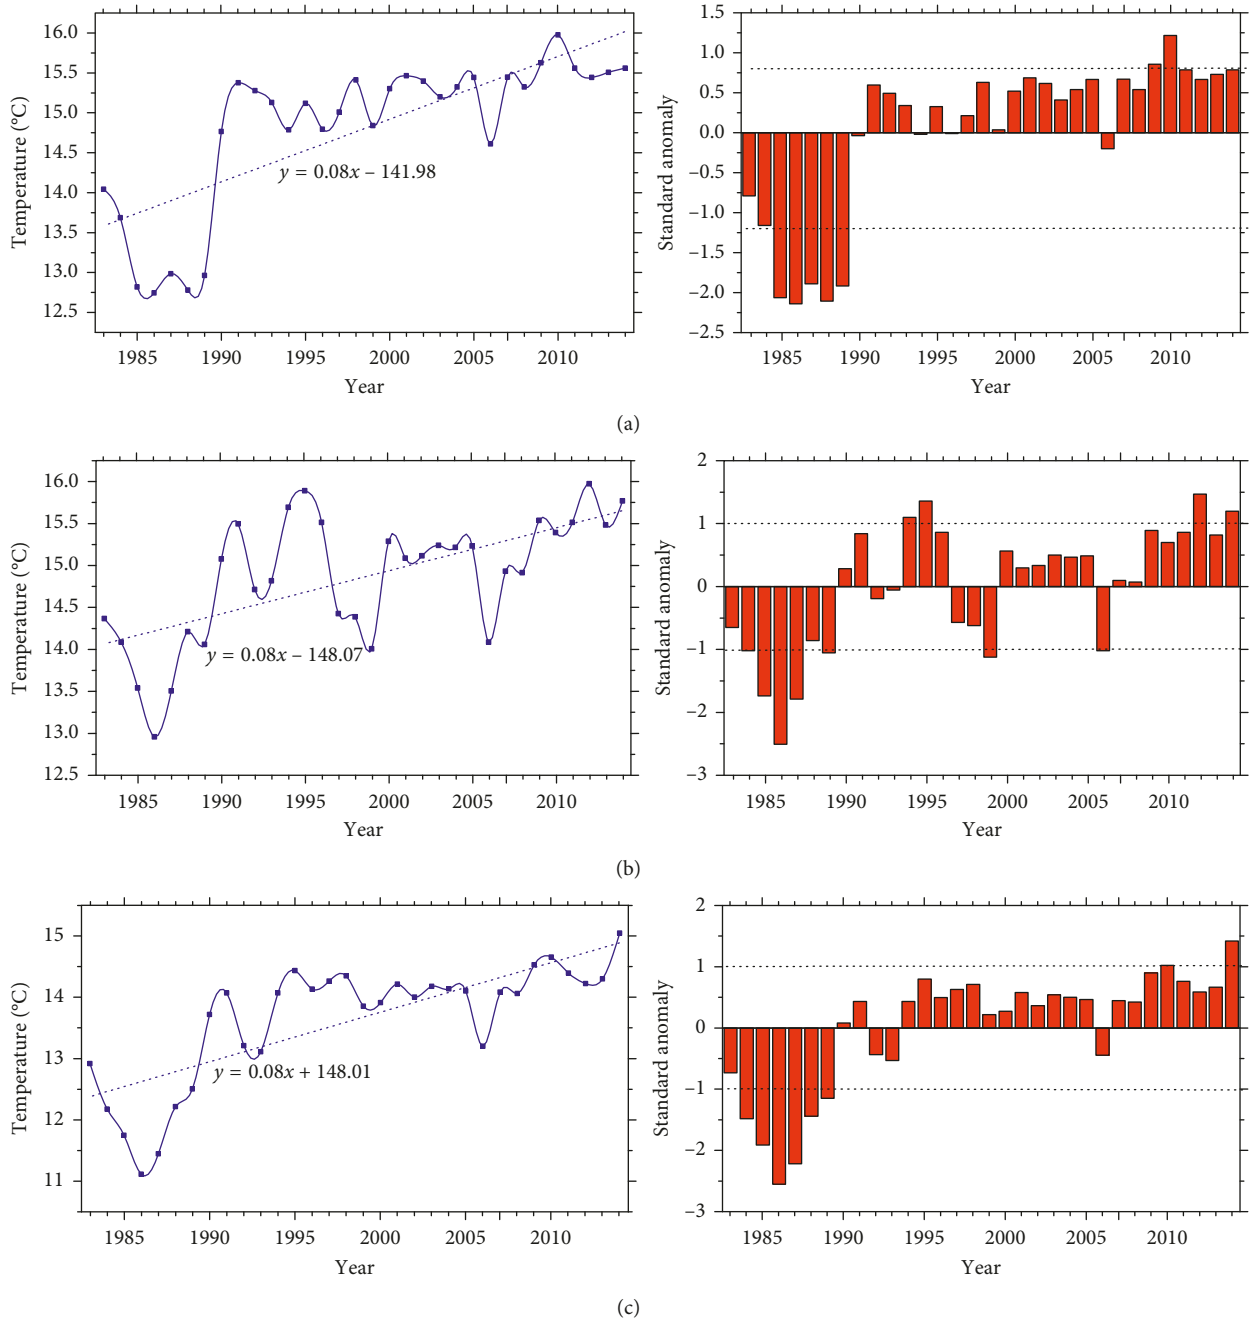 16.0
15.5
15.0
14.5
14.0
13.5
13.0
12.5
Temperature (°C)
y = 0.08x – 141.98
1985 1990 1995 2000 2005 2010
Year
1.5
1.0
0.5
0.0
–0.5
–1.0
–1.5
–2.0
–2.5
Standard anomaly
1985 1990 1995 2000 2005 2010
Year
(a)
16.0
15.5
15.0
14.5
14.0
13.5
13.0
12.5
Temperature (°C)
y = 0.08x – 148.07
1985 1990 1995 2000 2005 2010
Year
2
1
0
–1
–2
–3
Standard anomaly
1985 1990 1995 2000 2005 2010
Year
(b)
15
14
13
12
11
Temperature (°C)
y = 0.08x + 148.01
1985 1990 1995 2000 2005 2010
Year
2
1
0
–1
–2
–3
Standard anomaly
1985 1990 1995 2000 2005 2010
Year
(c)